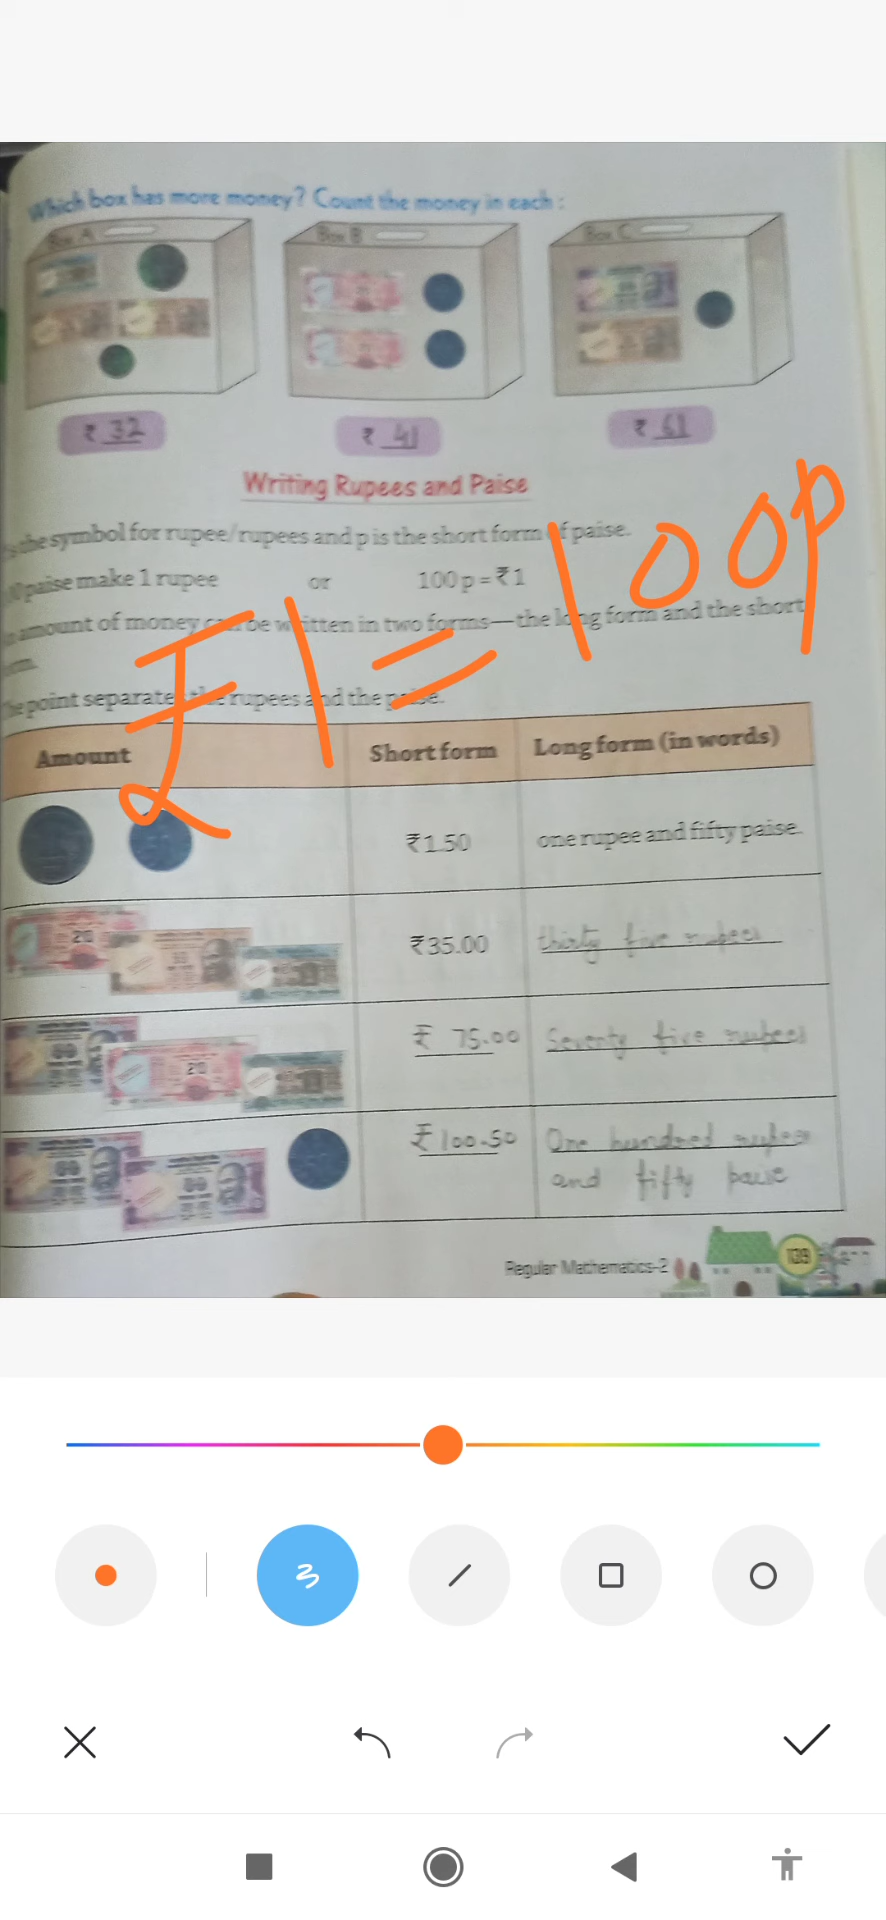 Which box has more money? Count the money in each :
Box A
Box B
Box C
₹ 32
₹ 41
₹ 61
Writing Rupees and Paise
is the symbol for rupee/rupees and p is the short form of paise.
paise make 1 rupee or 100 p = ₹ 1
₹1 = 100p
amount of money can be written in two forms—the long form and the short
point separates the rupees and the paise.
Amount Short form Long form (in words)
₹1.50 one rupee and fifty paise.
20 ₹35.00 thirty five rupees
20 ₹ 75.00 Seventy five rupees
₹ 100.50 One hundred rupees
and fifty paise
Regular Mathematics-2 139